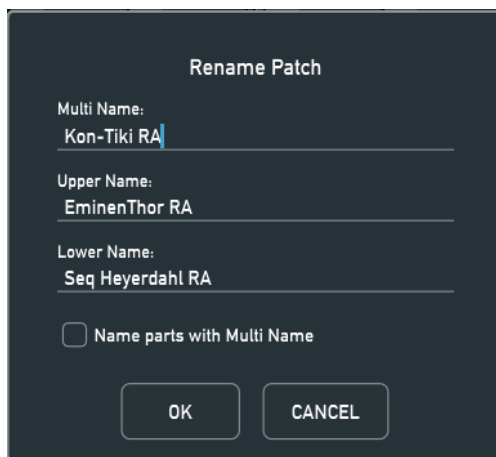 Rename Patch
Multi Name:
Kon-Tiki RA
Upper Name:
EminenThor RA
Lower Name:
Seq Heyerdahl RA
Name parts with Multi Name
OK CANCEL